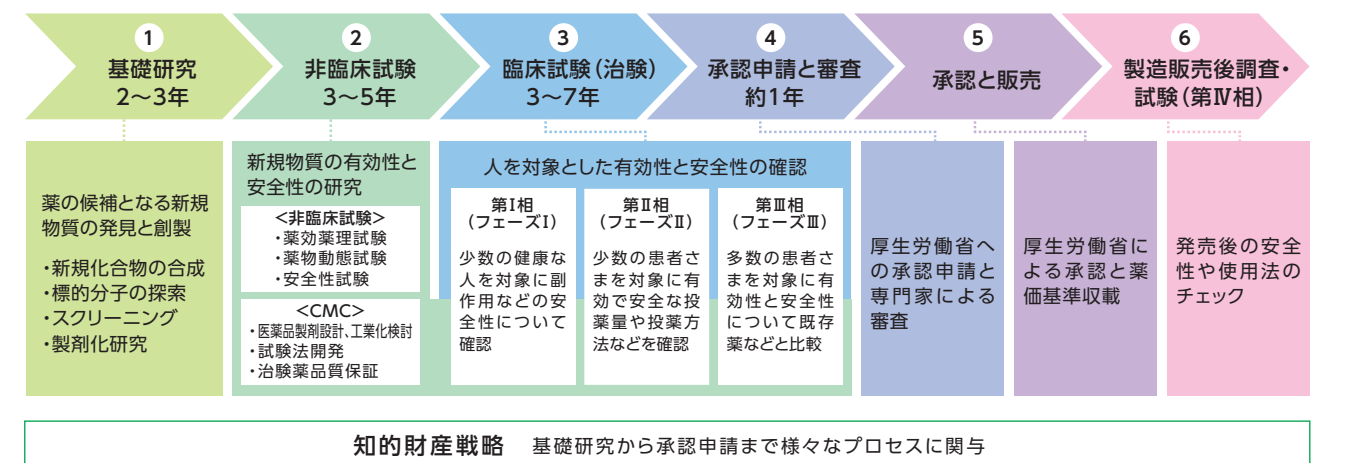 1
基礎研究
2～3年
2
非臨床試験
3～5年
3
臨床試験（治験）
3～7年
4
承認申請と審査
約1年
5
承認と販売
6
製造販売後調査・
試験（第Ⅳ相）
薬の候補となる新規
物質の発見と創製
・新規化合物の合成
・標的分子の探索
・スクリーニング
・製剤化研究
新規物質の有効性と
安全性の研究
＜非臨床試験＞
・薬効薬理試験
・薬物動態試験
・安全性試験
＜CMC＞
・医薬品製剤設計、工業化検討
・試験法開発
・治験薬品質保証
人を対象とした有効性と安全性の確認
第Ⅰ相
（フェーズⅠ）
少数の健康な
人を対象に副
作用などの安
全性について
確認
第Ⅱ相
（フェーズⅡ）
少数の患者さ
まを対象に有
効で安全な投
薬量や投薬方
法などを確認
第Ⅲ相
（フェーズⅢ）
多数の患者さ
まを対象に有
効性と安全性
について既存
薬などと比較
厚生労働省へ
の承認申請と
専門家による
審査
厚生労働省に
よる承認と薬
価基準収載
発売後の安全
性や使用法の
チェック
知的財産戦略 基礎研究から承認申請まで様々なプロセスに関与